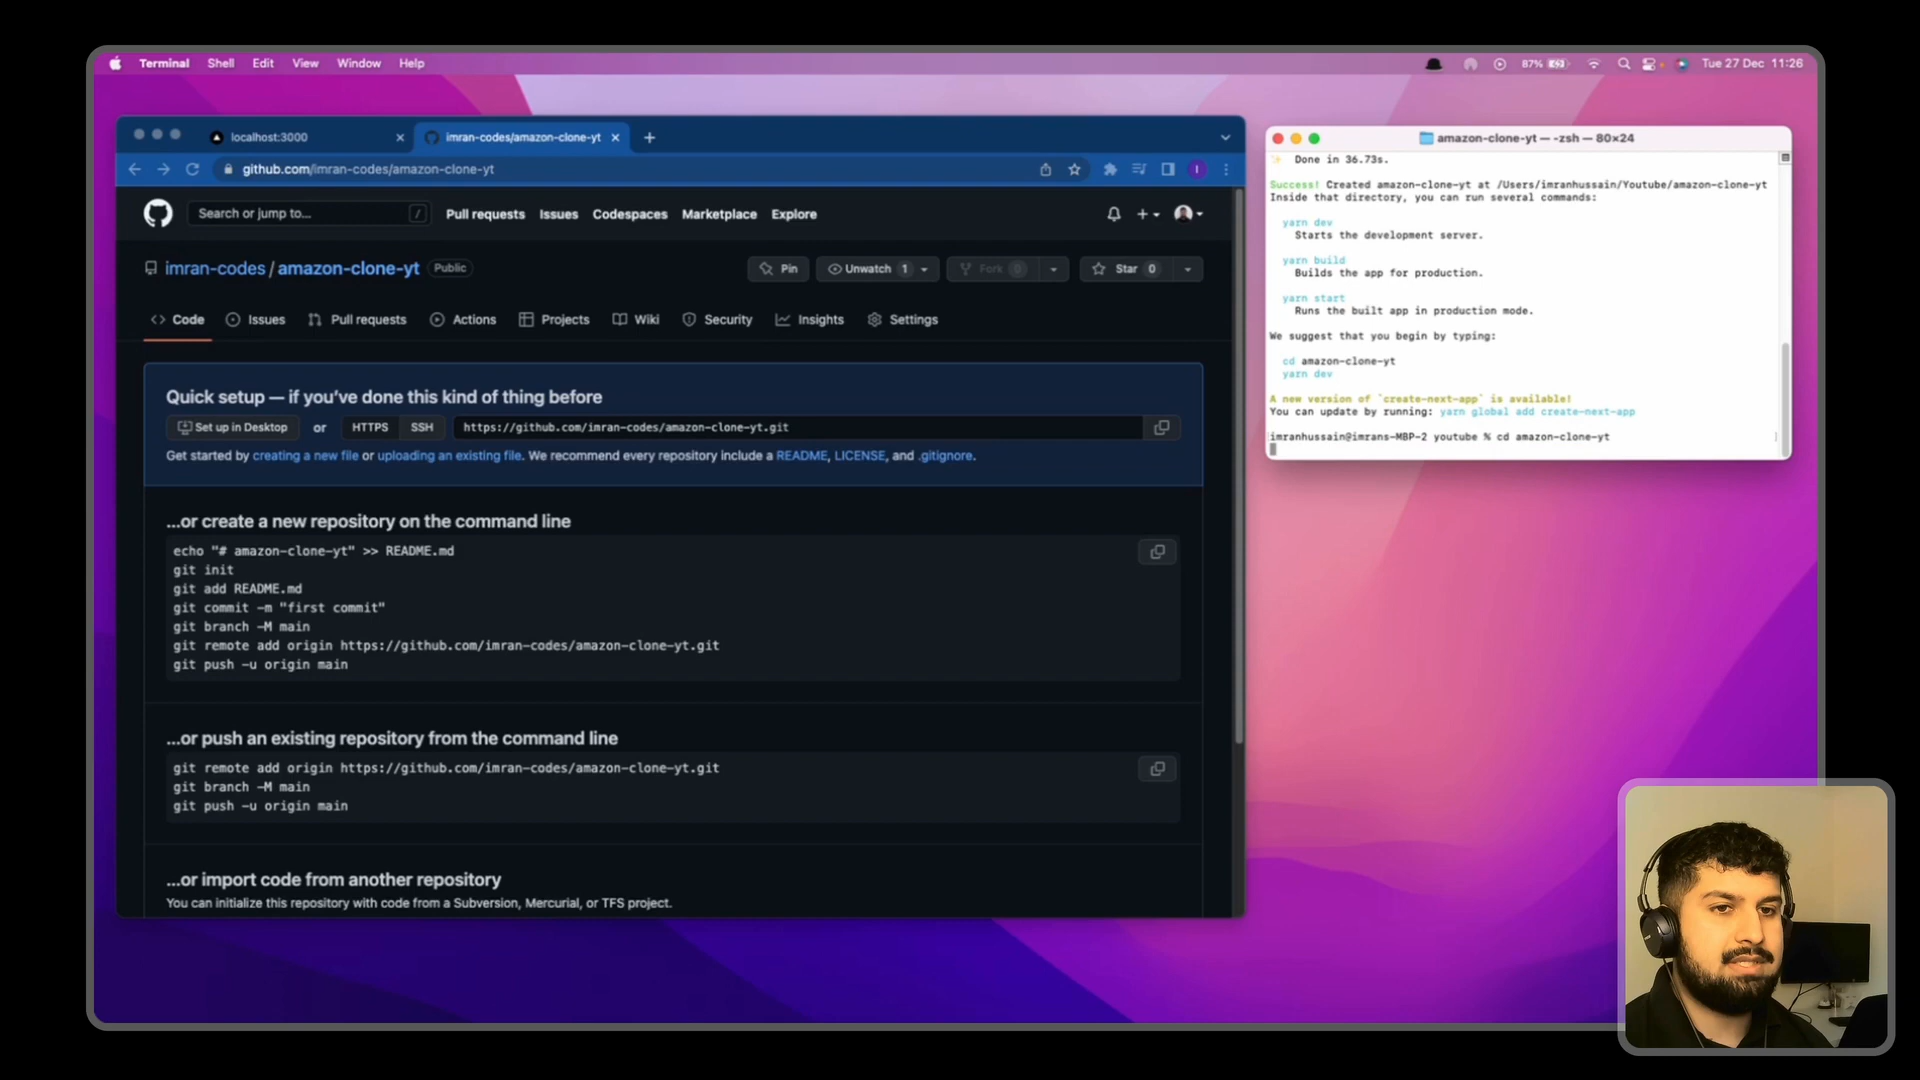 Terminal Shell Edit View Window Help
87% Tue 27 Dec 11:26
localhost:3000
imran-codes/amazon-clone-yt
github.com/imran-codes/amazon-clone-yt
I
Search or jump to... /
Pull requests Issues Codespaces Marketplace Explore
imran-codes/amazon-clone-yt Public
Pin
Unwatch 1
Fork 0
Star 0
Code Issues Pull requests Actions Projects Wiki Security Insights Settings
Quick setup — if you've done this kind of thing before
Set up in Desktop or HTTPS SSH https://github.com/imran-codes/amazon-clone-yt.git
Get started by creating a new file or uploading an existing file. We recommend every repository include a README, LICENSE, and .gitignore.
...or create a new repository on the command line
echo "# amazon-clone-yt" >> README.md
git init
git add README.md
git commit -m "first commit"
git branch -M main
git remote add origin https://github.com/imran-codes/amazon-clone-yt.git
git push -u origin main
...or push an existing repository from the command line
git remote add origin https://github.com/imran-codes/amazon-clone-yt.git
git branch -M main
git push -u origin main
...or import code from another repository
You can initialize this repository with code from a Subversion, Mercurial, or TFS project.
amazon-clone-yt — -zsh — 80×24
Done in 36.73s.
Success! Created amazon-clone-yt at /Users/imranhussain/Youtube/amazon-clone-yt
Inside that directory, you can run several commands:
yarn dev
Starts the development server.
yarn build
Builds the app for production.
yarn start
Runs the built app in production mode.
We suggest that you begin by typing:
cd amazon-clone-yt
yarn dev
A new version of `create-next-app` is available!
You can update by running: yarn global add create-next-app
imranhussain@imrans-MBP-2 youtube % cd amazon-clone-yt